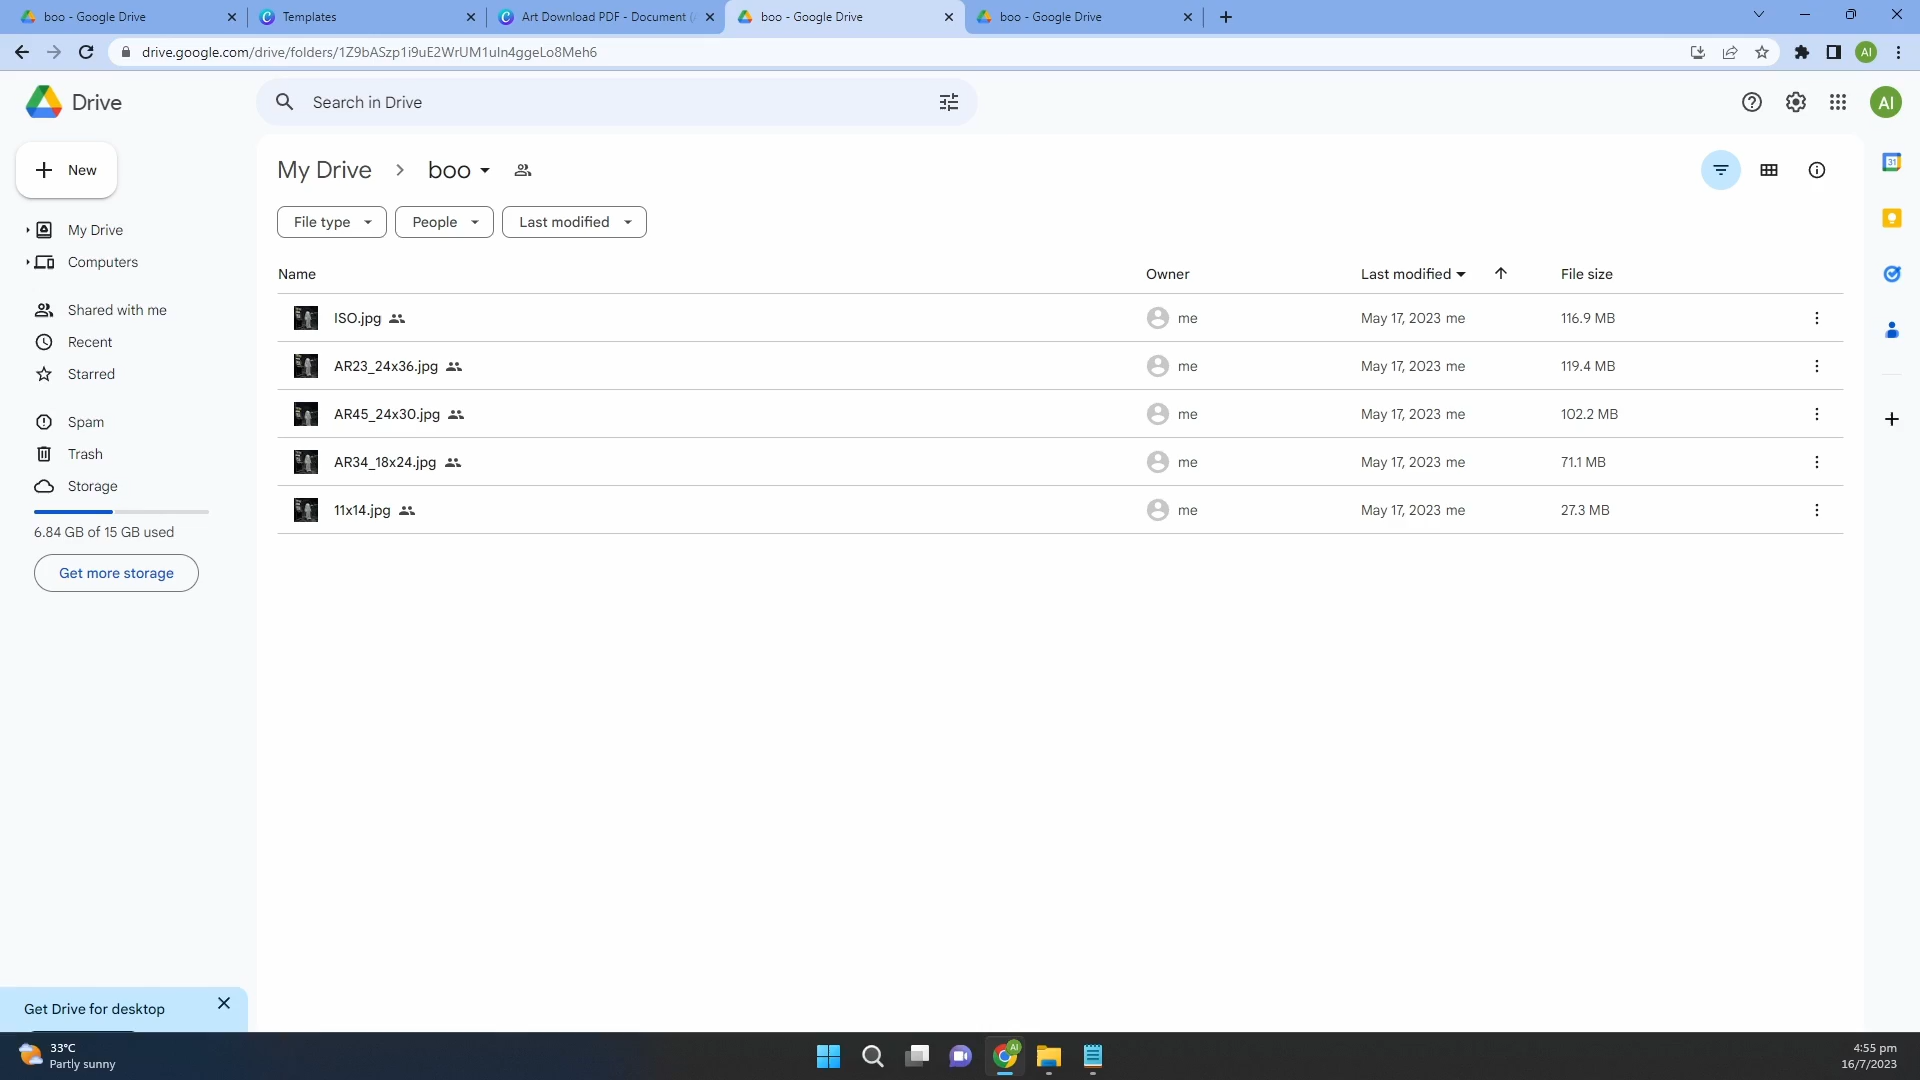 boo - Google Drive
Templates
Art Download PDF - Document (
boo - Google Drive
boo - Google Drive
drive.google.com/drive/folders/1Z9bASzp1i9uE2WrUM1uIn4ggeLo8Meh6
AI
Drive
Search in Drive
AI
New
My Drive
Computers
Shared with me
Recent
Starred
Spam
Trash
Storage
6.84 GB of 15 GB used
Get more storage
My Drive > boo
File type
People
Last modified
Name Owner Last modified File size
ISO.jpg me May 17, 2023 me 116.9 MB
AR23_24x36.jpg me May 17, 2023 me 119.4 MB
AR45_24x30.jpg me May 17, 2023 me 102.2 MB
AR34_18x24.jpg me May 17, 2023 me 71.1 MB
11x14.jpg me May 17, 2023 me 27.3 MB
31
Get Drive for desktop
33°C
Partly sunny
AI
4:55 pm
16/7/2023